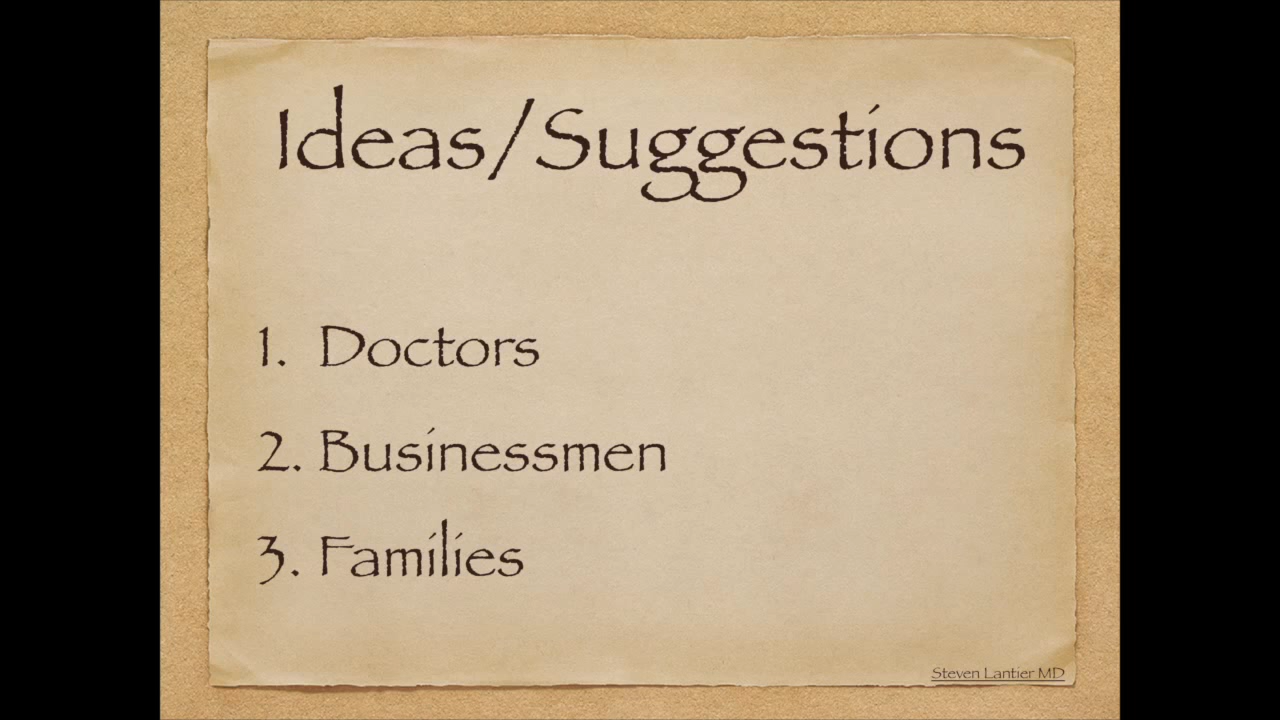 Ideas/Suggestions
1. Doctors
2. Businessmen
3. Families
Steven Lantier MD